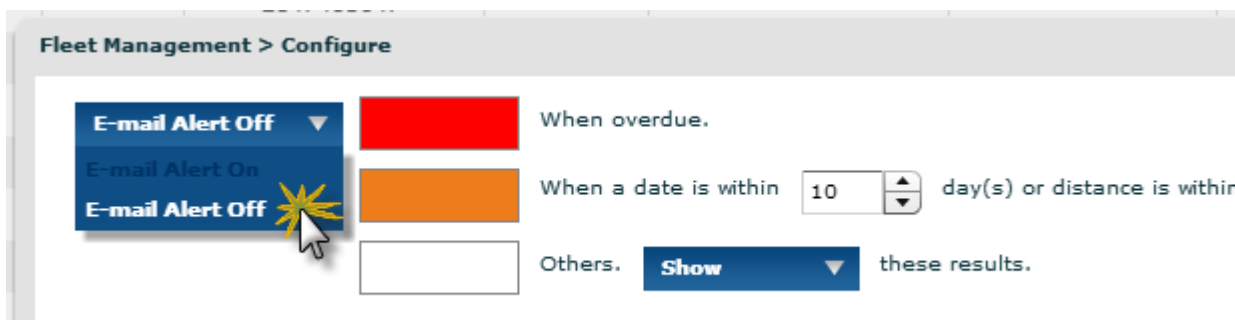 Fleet Management > Configure
E-mail Alert Off
When overdue.
E-mail Alert On
E-mail Alert Off
When a date is within 10 day(s) or distance is within
Others. Show these results.